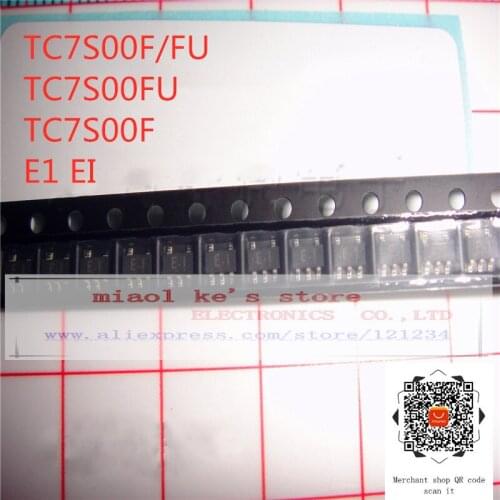 TC7S00F/FU
TC7S00FU
TC7S00F
E1 EI
miaol ke's store
ELECTRONICS CO.,LTD
www.aliexpress.com/store/121234
Merchant shop QR code
scan it